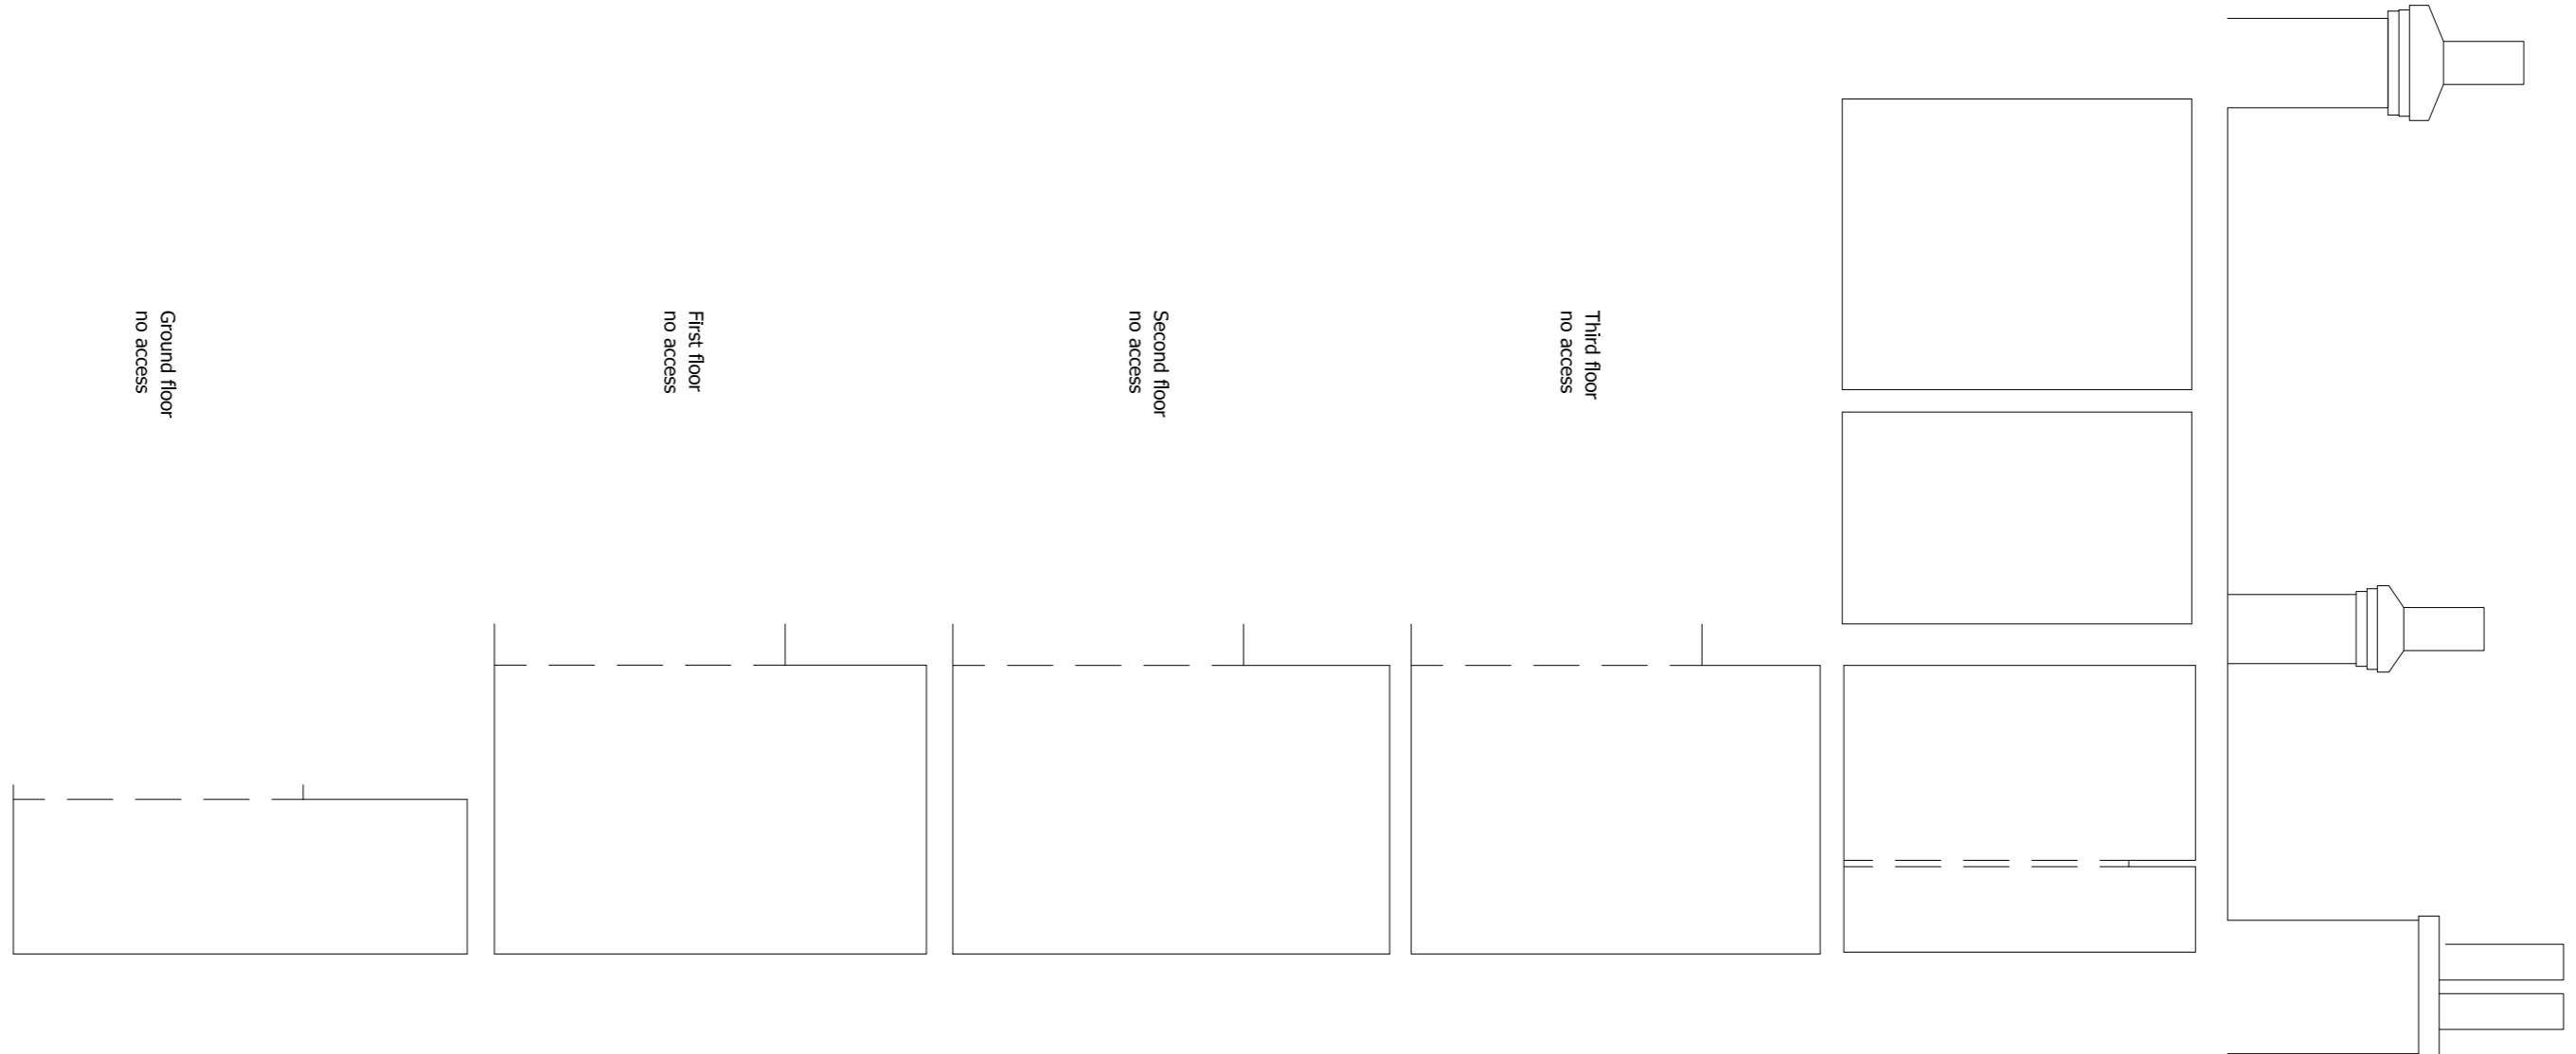 Ground floor
no access
First floor
no access
Second floor
no access
Third floor
no access